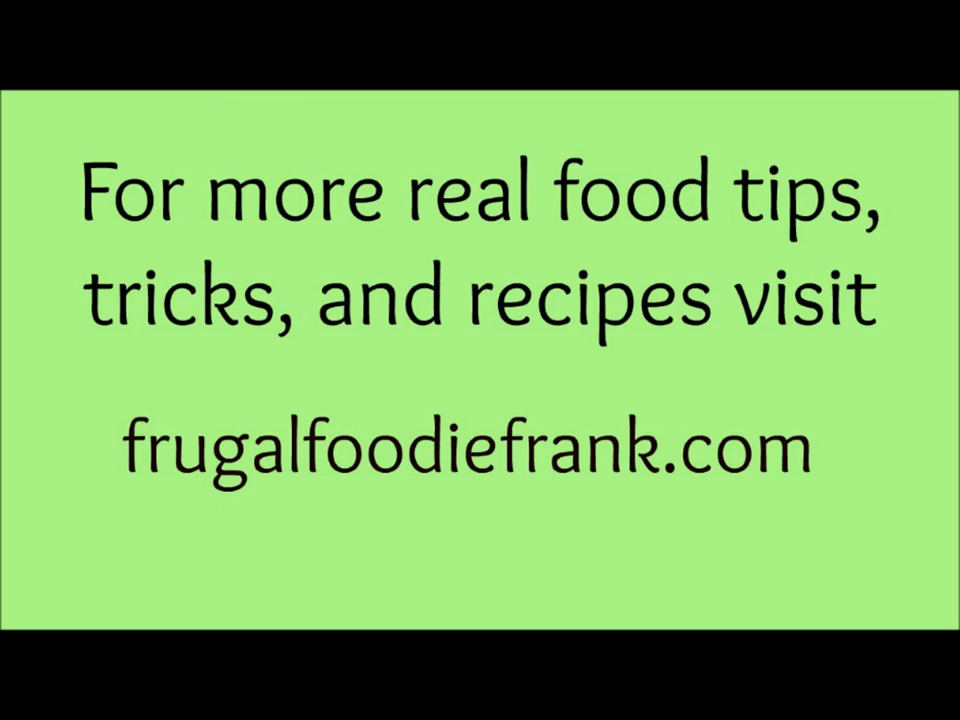 For more real food tips,
tricks, and recipes visit
frugalfoodiefrank.com